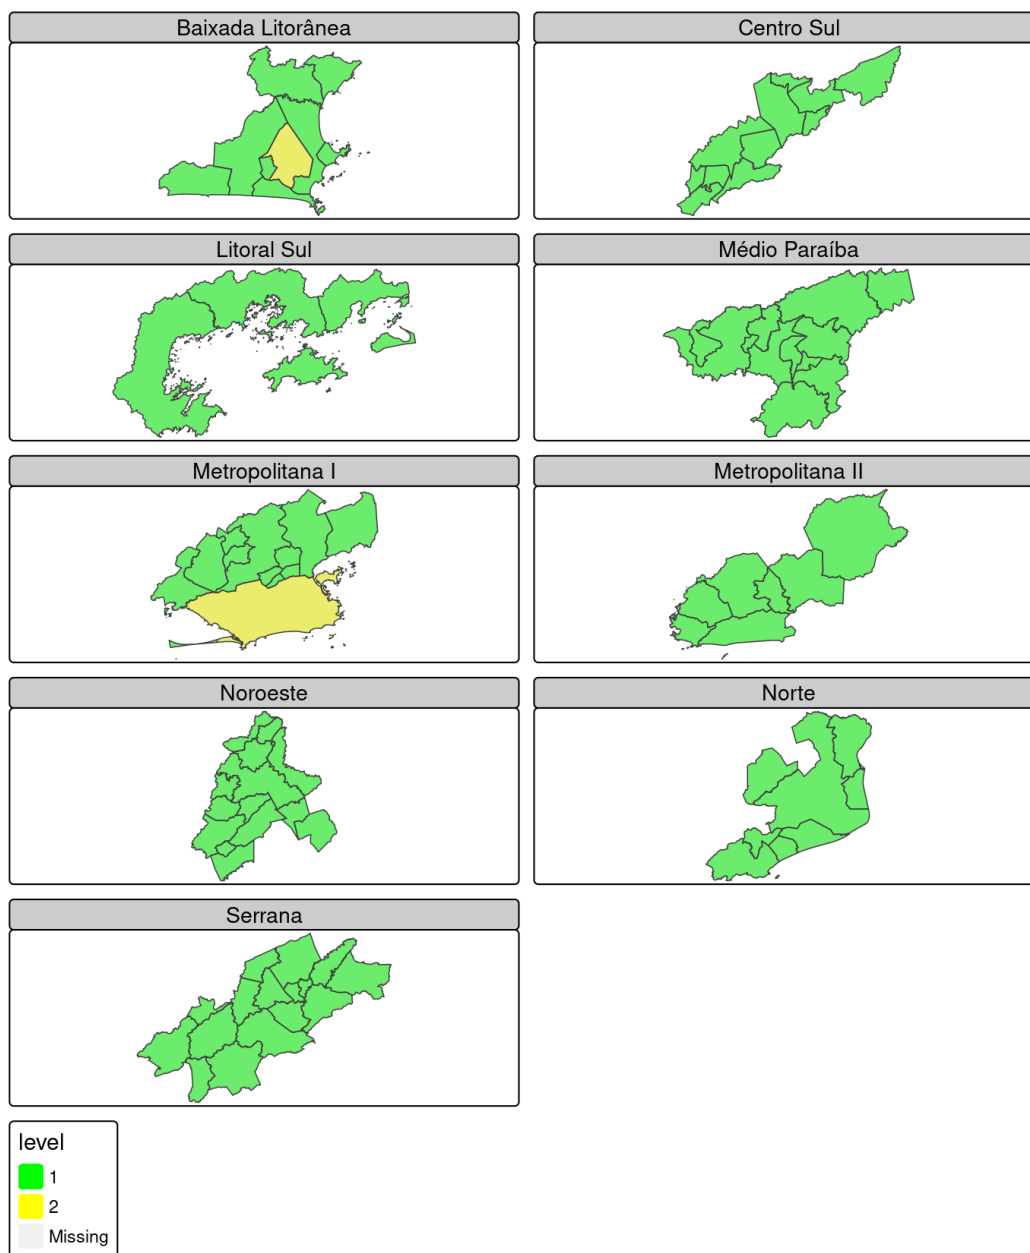 Baixada Litorânea
Centro Sul
Litoral Sul
Médio Paraíba
Metropolitana I
Metropolitana II
Noroeste
Norte
Serrana
level
1
2
Missing